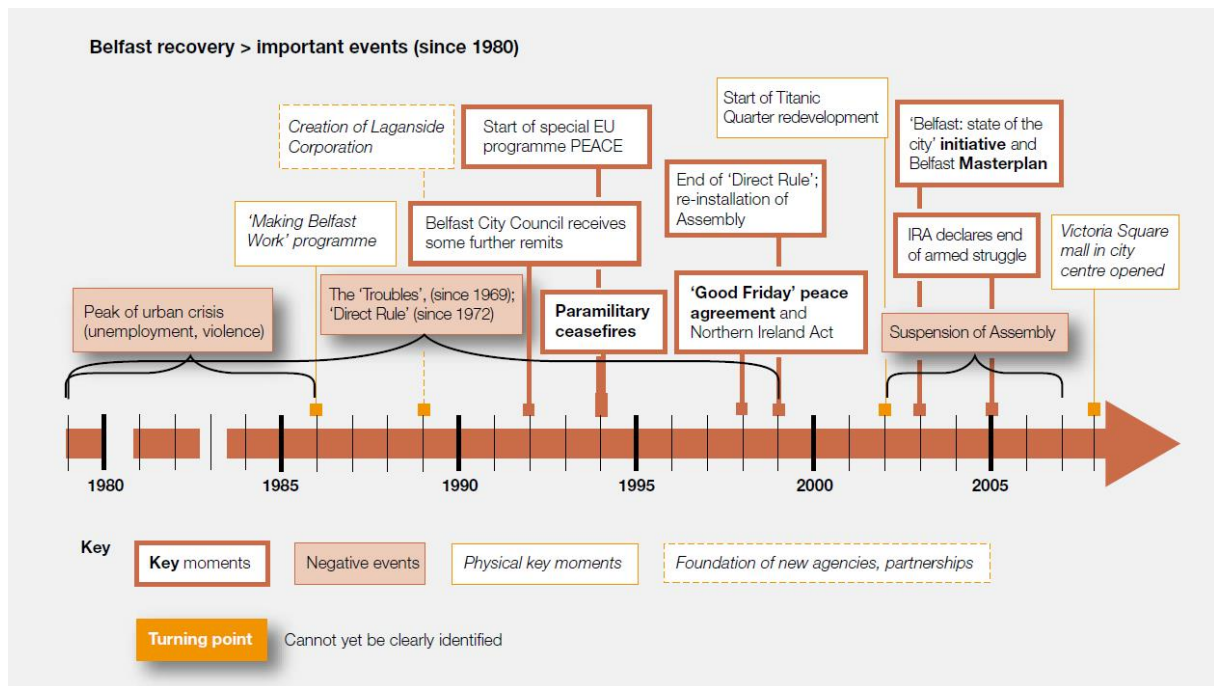 Belfast recovery > important events (since 1980)
Start of Titanic
Quarter redevelopment
'Belfast: state of the
city' initiative and
Belfast Masterplan
Creation of Laganside
Corporation
Start of special EU
programme PEACE
End of 'Direct Rule';
re-installation of
Assembly
'Making Belfast
Work' programme
Belfast City Council receives
some further remits
IRA declares end
of armed struggle
Victoria Square
mall in city
centre opened
Peak of urban crisis
(unemployment, violence)
The 'Troubles', (since 1969);
'Direct Rule' (since 1972)
Paramilitary
ceasefires
'Good Friday' peace
agreement and
Northern Ireland Act
Suspension of Assembly
1980
1985
1990
1995
2000
2005
Key
Key moments
Negative events
Physical key moments
Foundation of new agencies, partnerships
Turning point
Cannot yet be clearly identified